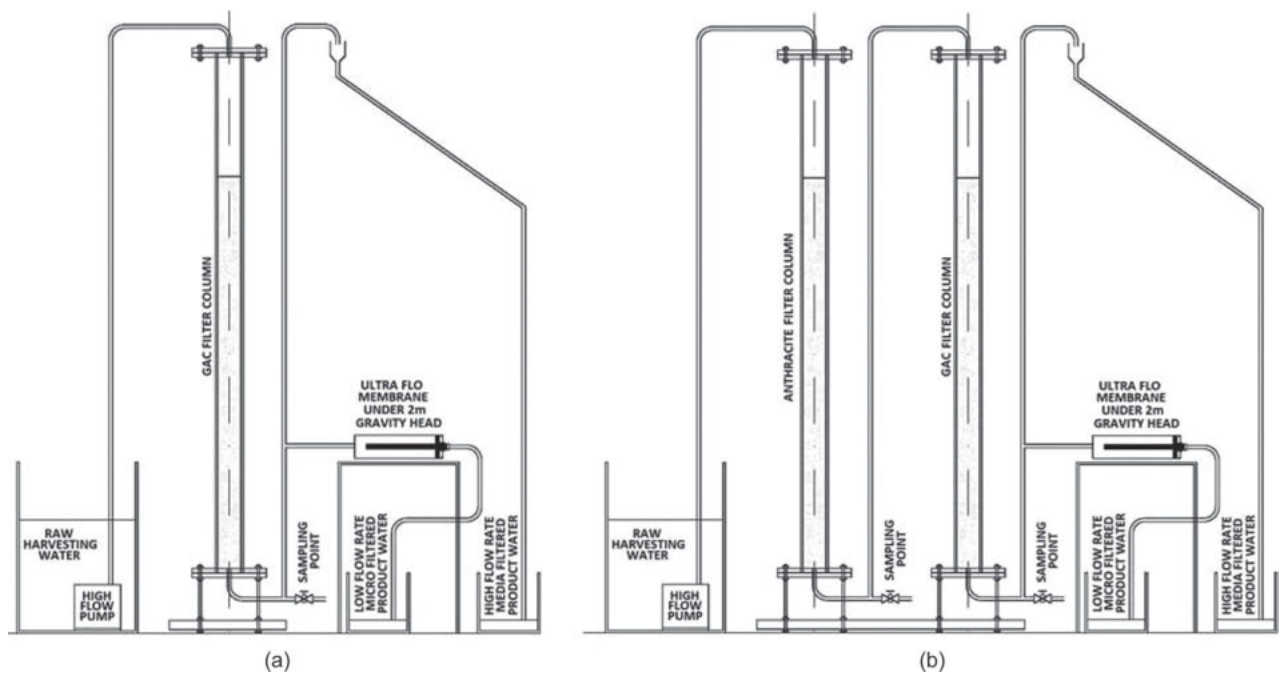 GAC FILTER COLUMN
ULTRA FLO
MEMBRANE
UNDER 2m
GRAVITY HEAD
RAW
HARVESTING
WATER
HIGH
FLOW
PUMP
SAMPLING
POINT
LOW FLOW RATE
MICRO FILTERED
PRODUCT WATER
HIGH FLOW RATE
MEDIA FILTERED
PRODUCT WATER
(a)
ANTHRACITE FILTER COLUMN
GAC FILTER COLUMN
ULTRA FLO
MEMBRANE
UNDER 2m
GRAVITY HEAD
RAW
HARVESTING
WATER
HIGH
FLOW
PUMP
SAMPLING
POINT
SAMPLING
POINT
LOW FLOW RATE
MICRO FILTERED
PRODUCT WATER
HIGH FLOW RATE
MEDIA FILTERED
PRODUCT WATER
(b)